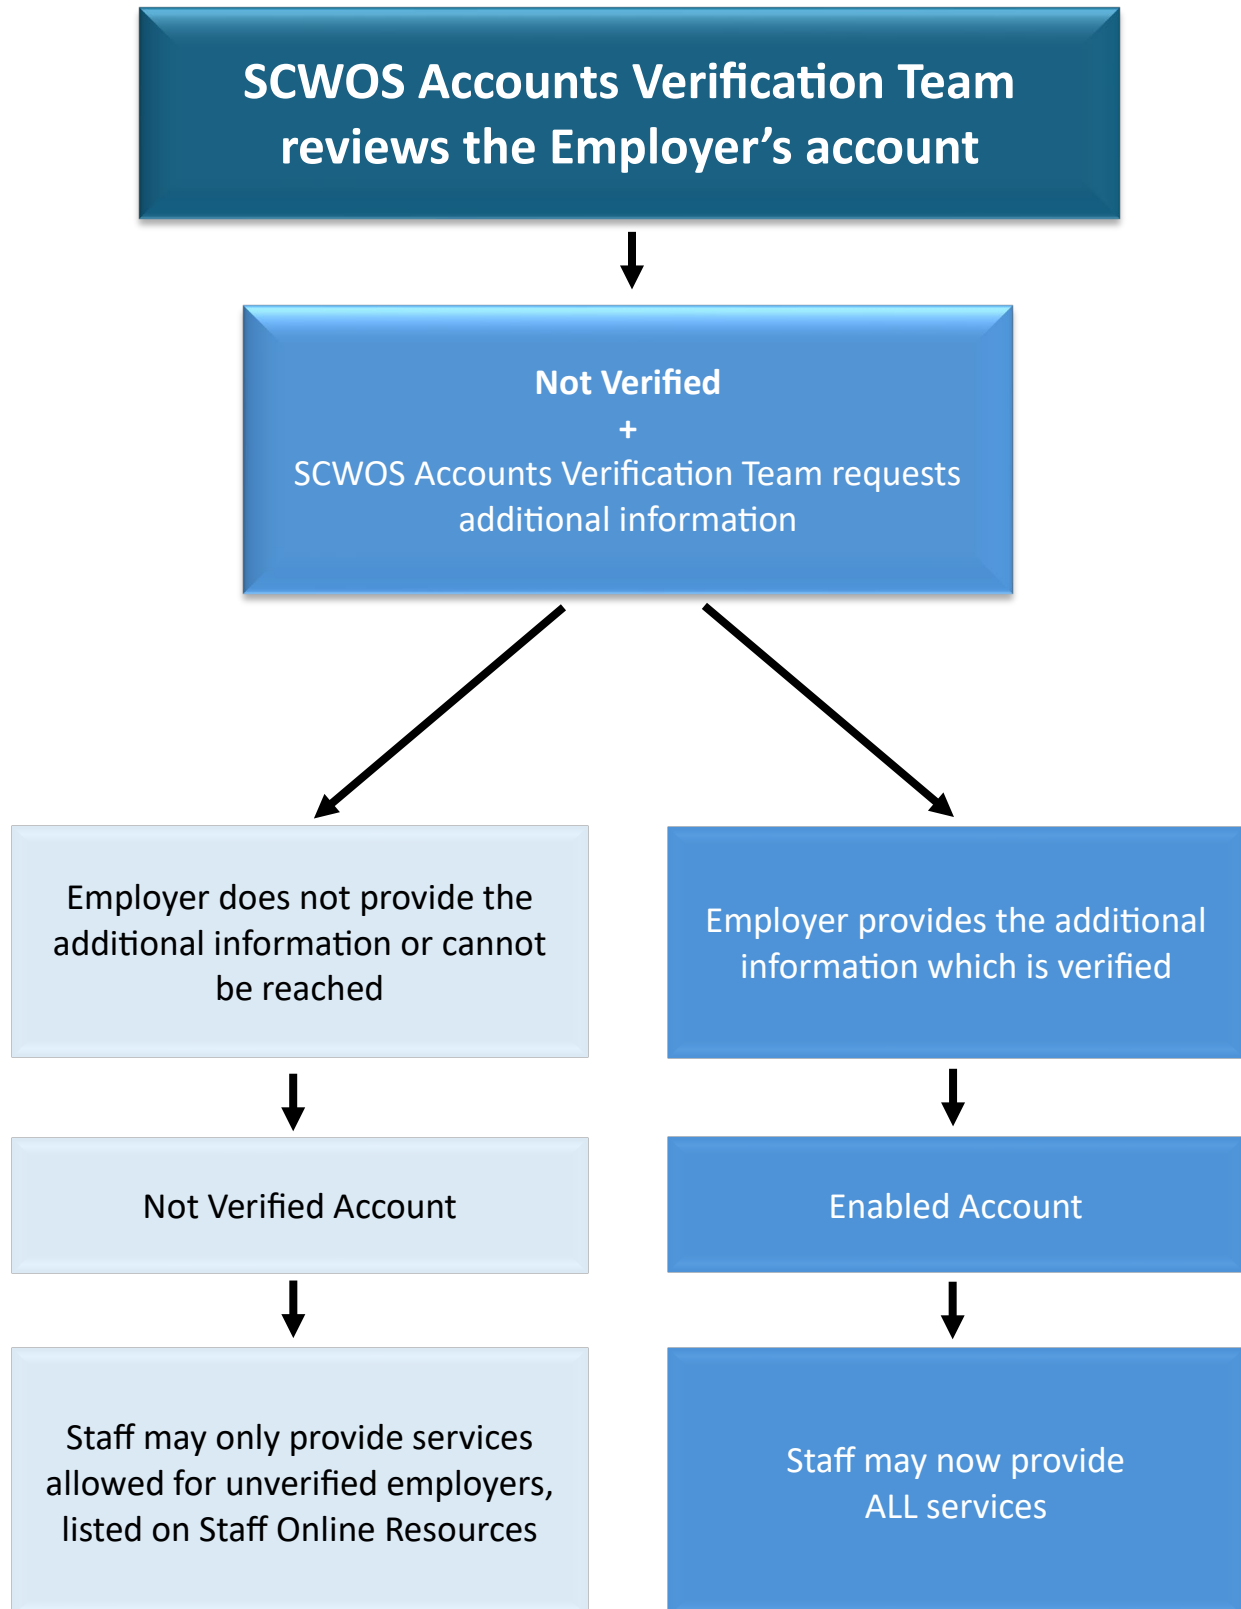 SCWOS Accounts Verification Team
reviews the Employer’s account
Not Verified
+
SCWOS Accounts Verification Team requests
additional information
Employer does not provide the
additional information or cannot
be reached
Employer provides the additional
information which is verified
Not Verified Account
Enabled Account
Staff may only provide services
allowed for unverified employers,
listed on Staff Online Resources
Staff may now provide
ALL services